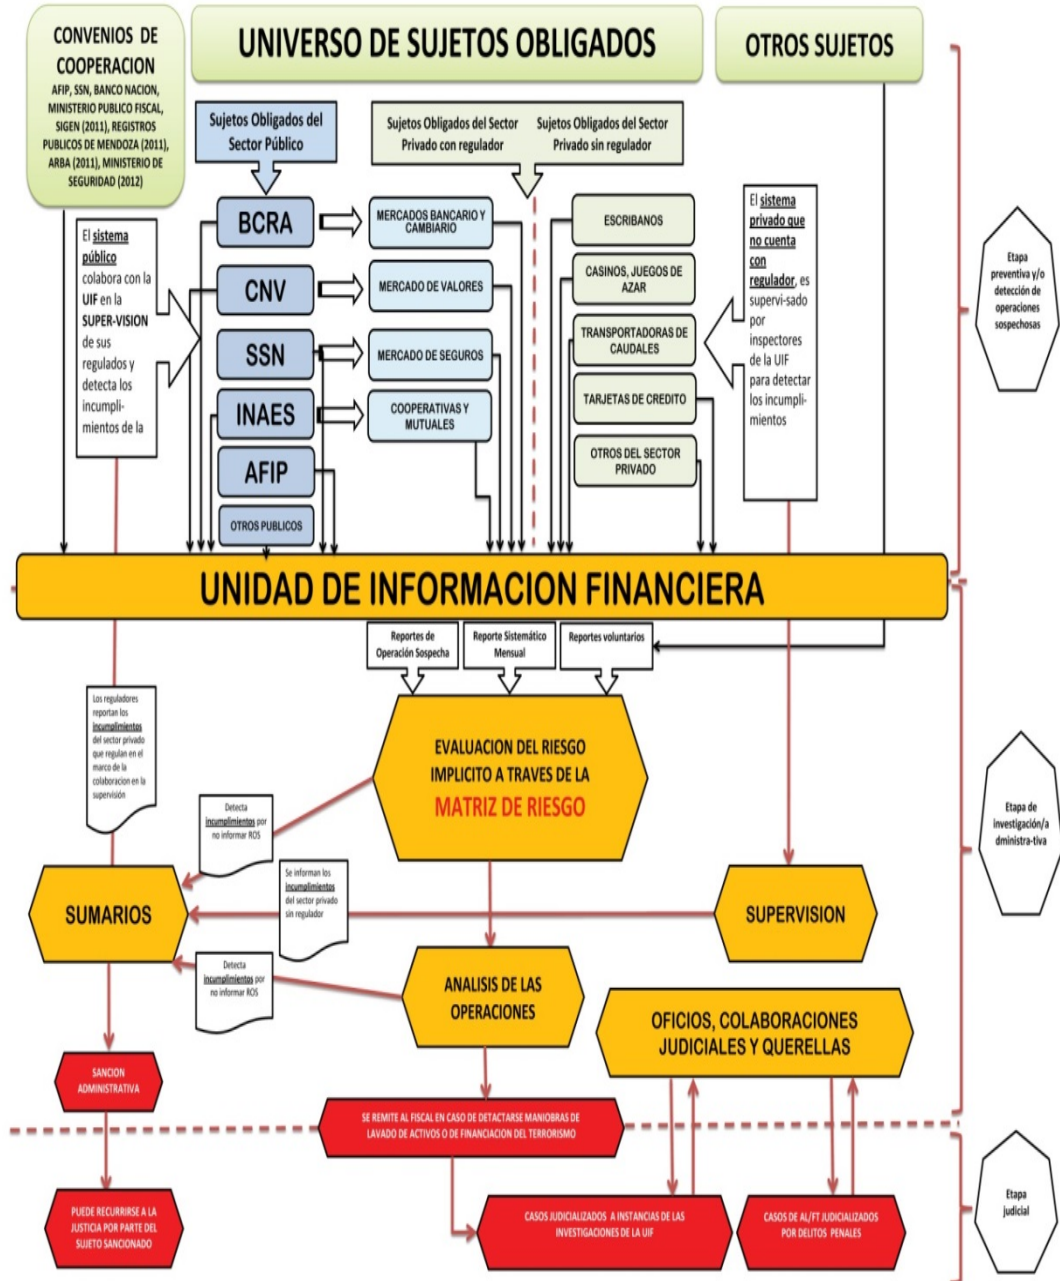 CONVENIOS DE
COOPERACION
AFIP, SSN, BANCO NACION,
MINISTERIO PUBLICO FISCAL,
SIGEN (2011), REGISTROS
PUBLICOS DE MENDOZA (2011),
ARBA (2011), MINISTERIO DE
SEGURIDAD (2012)
UNIVERSO DE SUJETOS OBLIGADOS
OTROS SUJETOS
Sujetos Obligados del
Sector Público
Sujetos Obligados del Sector
Privado con regulador
Sujetos Obligados del Sector
Privado sin regulador
El sistema
público
colabora con la
UIF en la
SUPER-VISION
de sus
regulados y
detecta los
incumpli-
mientos de la
BCRA
CNV
SSN
INAES
AFIP
OTROS PUBLICOS
MERCADOS BANCARIO Y
CAMBIARIO
MERCADO DE VALORES
MERCADO DE SEGUROS
COOPERATIVAS Y
MUTUALES
ESCRIBANOS
CASINOS, JUEGOS DE
AZAR
TRANSPORTADORAS DE
CAUDALES
TARJETAS DE CREDITO
OTROS DEL SECTOR
PRIVADO
El sistema
privado que
no cuenta
con
regulador, es
supervi-sado
por
inspectores
de la UIF
para detectar
los incumpli-
mientos
Etapa
preventiva y/o
detección de
operaciones
sospechosas
UNIDAD DE INFORMACION FINANCIERA
Reportes de
Operación Sospecha
Reporte Sistemático
Mensual
Reportes voluntarios
Los reguladores
reportan los
incumplimientos
del sector privado
que regulan en el
marco de la
colaboracion en la
supervisión
EVALUACION DEL RIESGO
IMPLICITO A TRAVES DE LA
MATRIZ DE RIESGO
Detecta
incumplimientos por
no informar ROS
Etapa de
investigación/a
dministra-tiva
Se informan los
incumplimientos
del sector privado
sin regulador
SUMARIOS
SUPERVISION
Detecta
incumplimientos por
no informar ROS
ANALISIS DE LAS
OPERACIONES
OFICIOS, COLABORACIONES
JUDICIALES Y QUERELLAS
SANCION
ADMINISTRATIVA
SE REMITE AL FISCAL EN CASO DE DETACTARSE MANIOBRAS DE
LAVADO DE ACTIVOS O DE FINANCIACION DEL TERRORISMO
PUEDE RECURRIRSE A LA
JUSTICIA POR PARTE DEL
SUJETO SANCIONADO
CASOS JUDICIALIZADOS A INSTANCIAS DE LAS
INVESTIGACIONES DE LA UIF
CASOS DE AL/FT JUDICIALIZADOS
POR DELITOS PENALES
Etapa
judicial